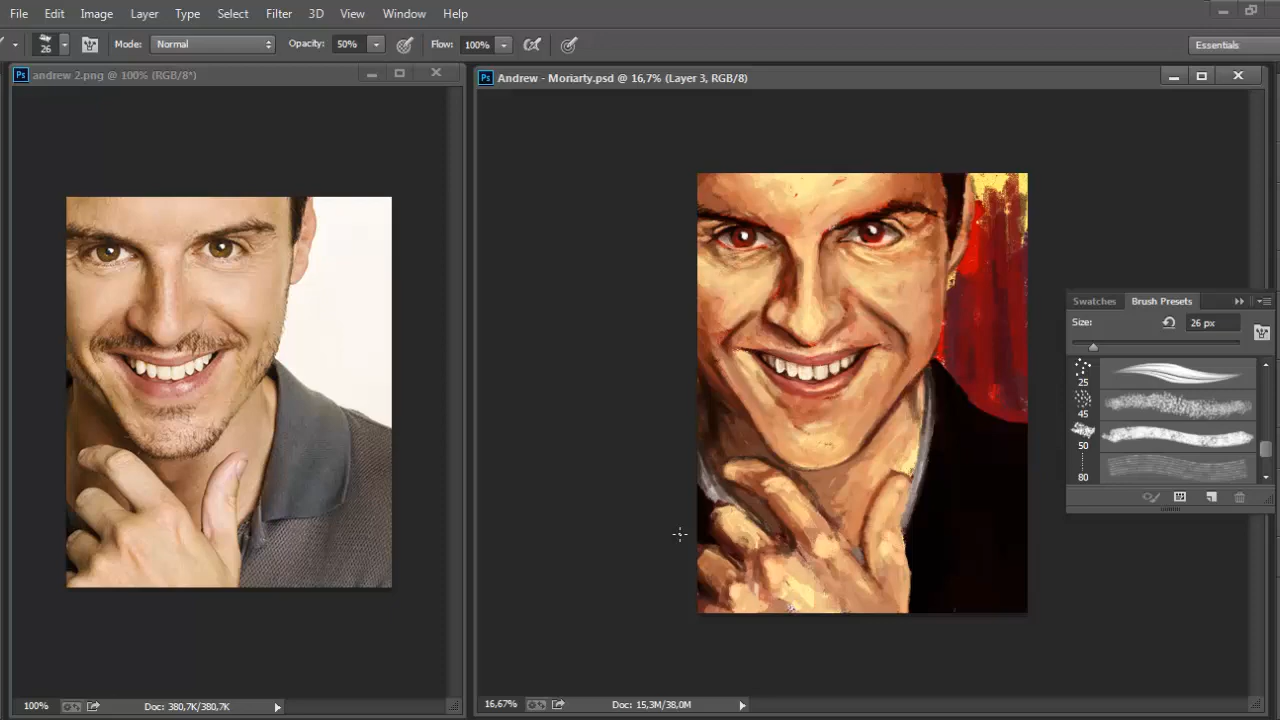 File Edit Image Layer Type Select Filter 3D View Window Help
26 Mode: Normal Opacity: 50% Flow: 100% Essentials
Ps andrew 2.png @ 100% (RGB/8*)
Ps Andrew - Moriarty.psd @ 16,7% (Layer 3, RGB/8)
Swatches Brush Presets
Size: 26 px
25
45
50
80
100% Doc: 380,7K/380,7K
16,67% Doc: 15,3M/38,0M